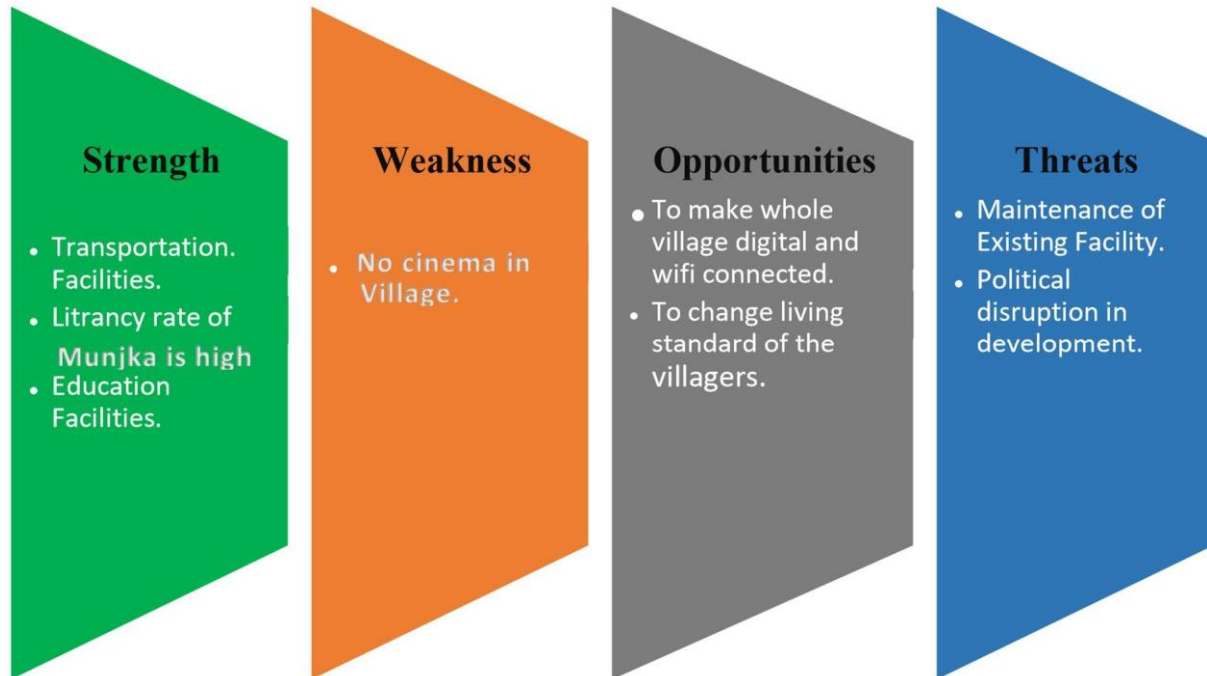 Strength
• Transportation.
Facilities.
• Litrancy rate of
Munjka is high
• Education
Facilities.
Weakness
• No cinema in
Village.
Opportunities
• To make whole
village digital and
wifi connected.
• To change living
standard of the
villagers.
Threats
• Maintenance of
Existing Facility.
• Political
disruption in
development.